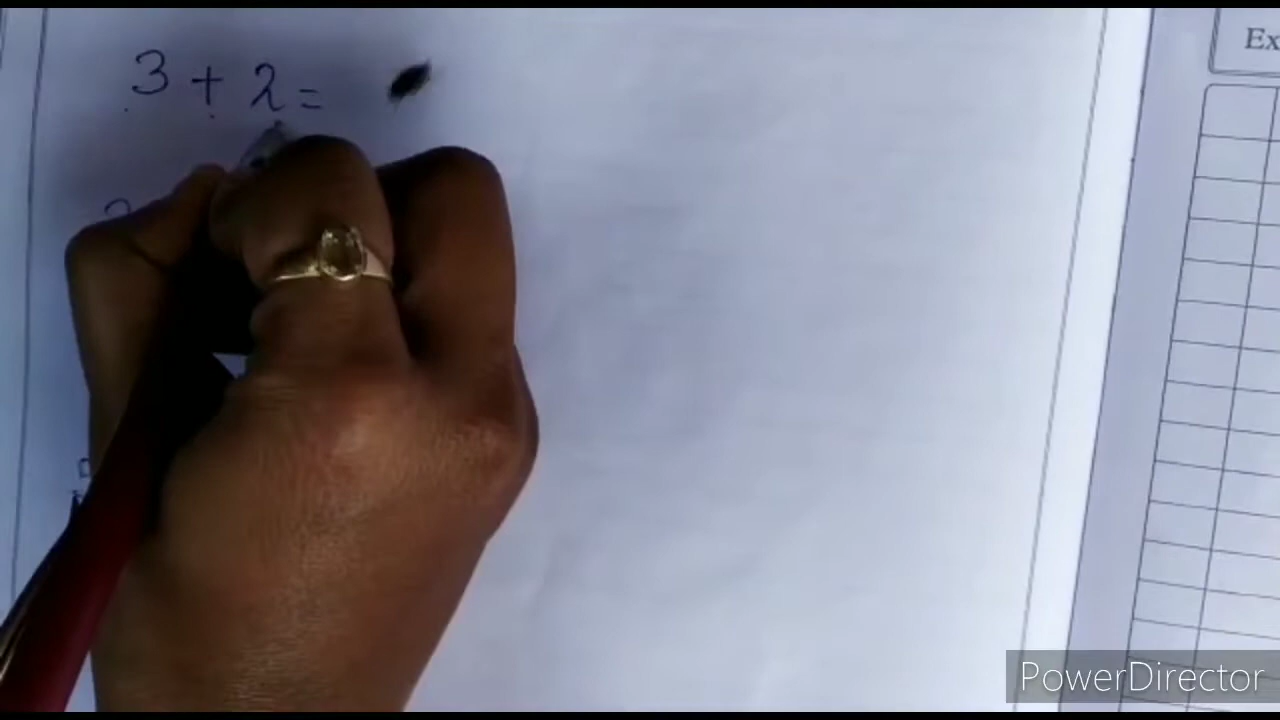 3 + 2 =
Ex
PowerDirector